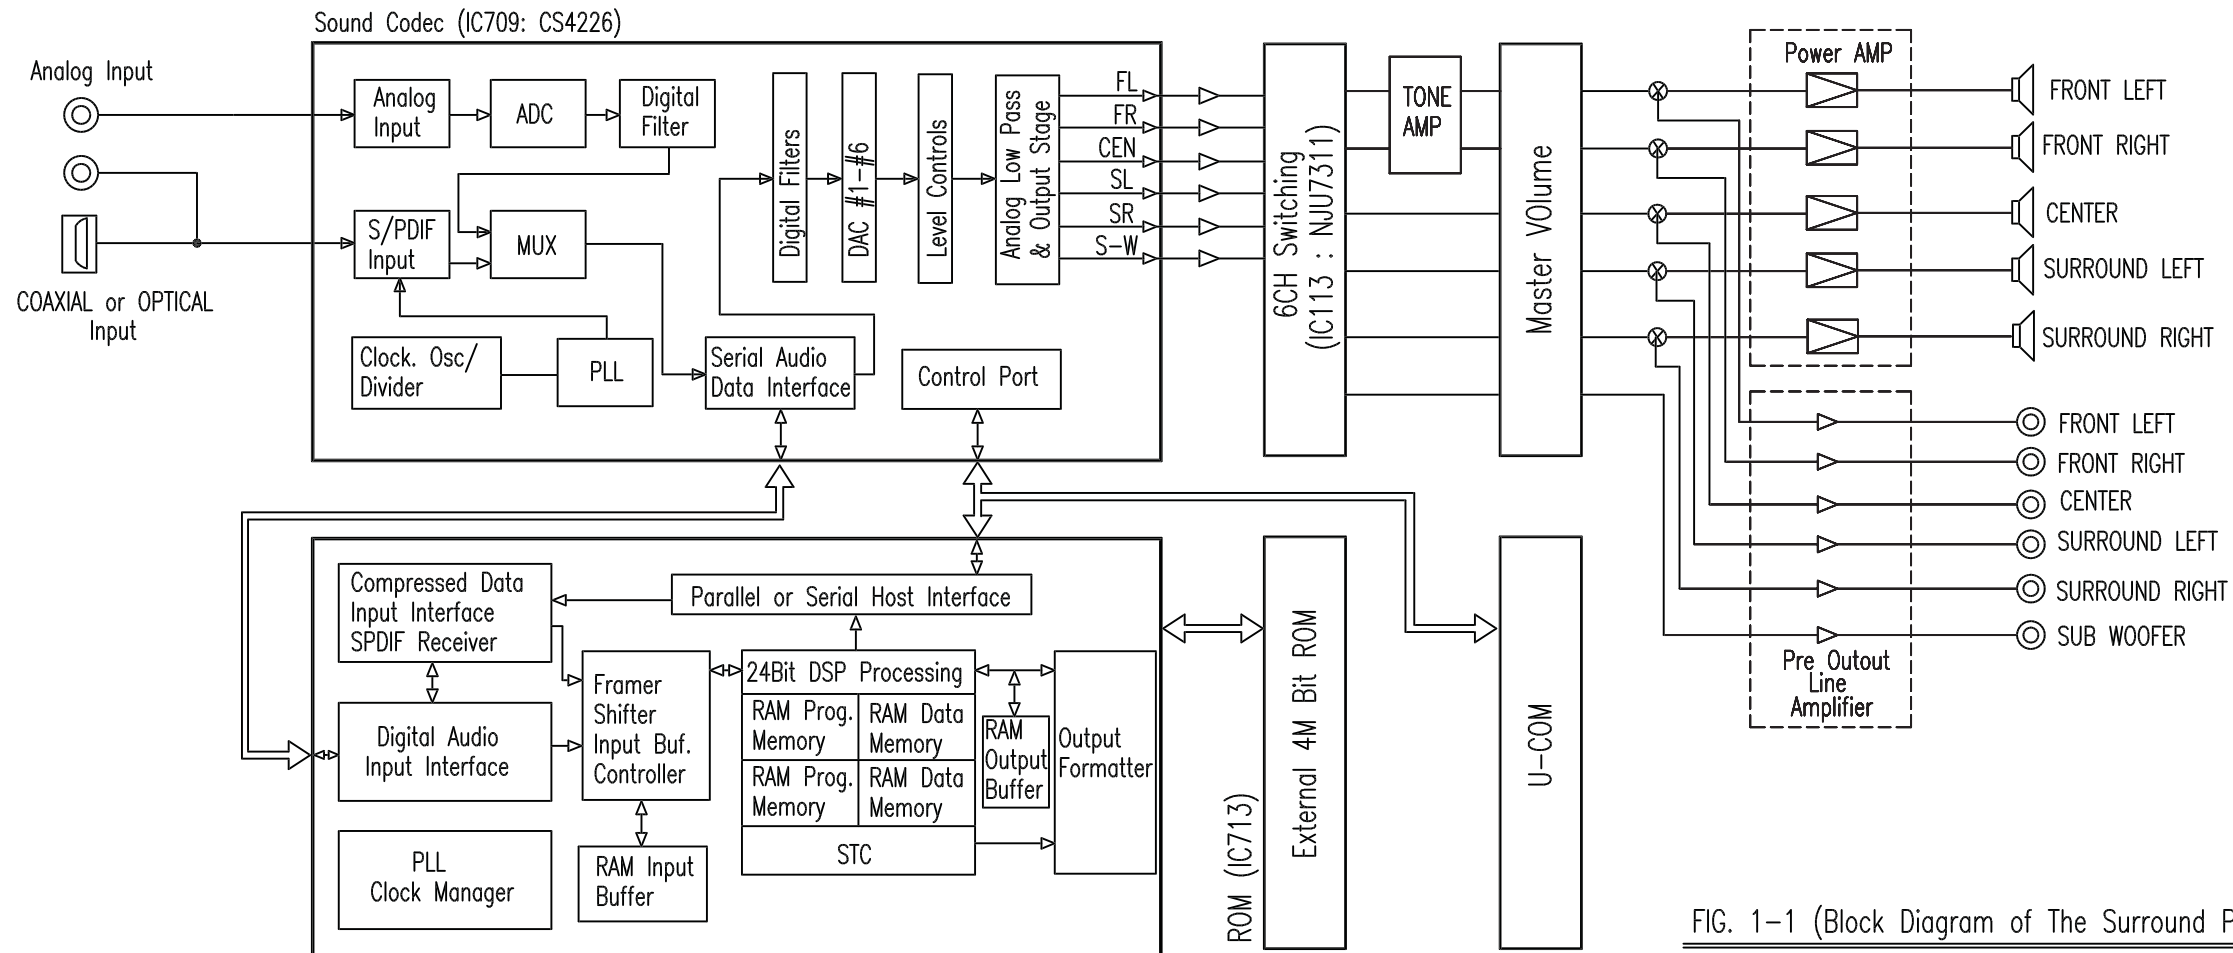 Sound Codec (IC709: CS4226)
Analog Input
COAXIAL or OPTICAL
Input
Analog
Input
ADC
Digital
Filter
S/PDIF
Input
MUX
Clock. Osc/
Divider
PLL
Serial Audio
Data Interface
Control Port
Digital Filters
DAC #1-#6
Level Controls
Analog Low Pass
& Output Stage
FL
FR
CEN
SL
SR
S-W
6CH Switching
(IC113 : NJU7311)
TONE
AMP
Master VOlume
Power AMP
FRONT LEFT
FRONT RIGHT
CENTER
SURROUND LEFT
SURROUND RIGHT
FRONT LEFT
FRONT RIGHT
CENTER
SURROUND LEFT
SURROUND RIGHT
SUB WOOFER
Pre Outout
Line
Amplifier
Compressed Data
Input Interface
SPDIF Receiver
Parallel or Serial Host Interface
Digital Audio
Input Interface
Framer
Shifter
Input Buf.
Controller
24Bit DSP Processing
RAM Prog.
Memory
RAM Data
Memory
RAM Prog.
Memory
RAM Data
Memory
STC
RAM
Output
Buffer
Output
Formatter
PLL
Clock Manager
RAM Input
Buffer
ROM (IC713)
External 4M Bit ROM
U-COM
FIG. 1-1 (Block Diagram of The Surround P